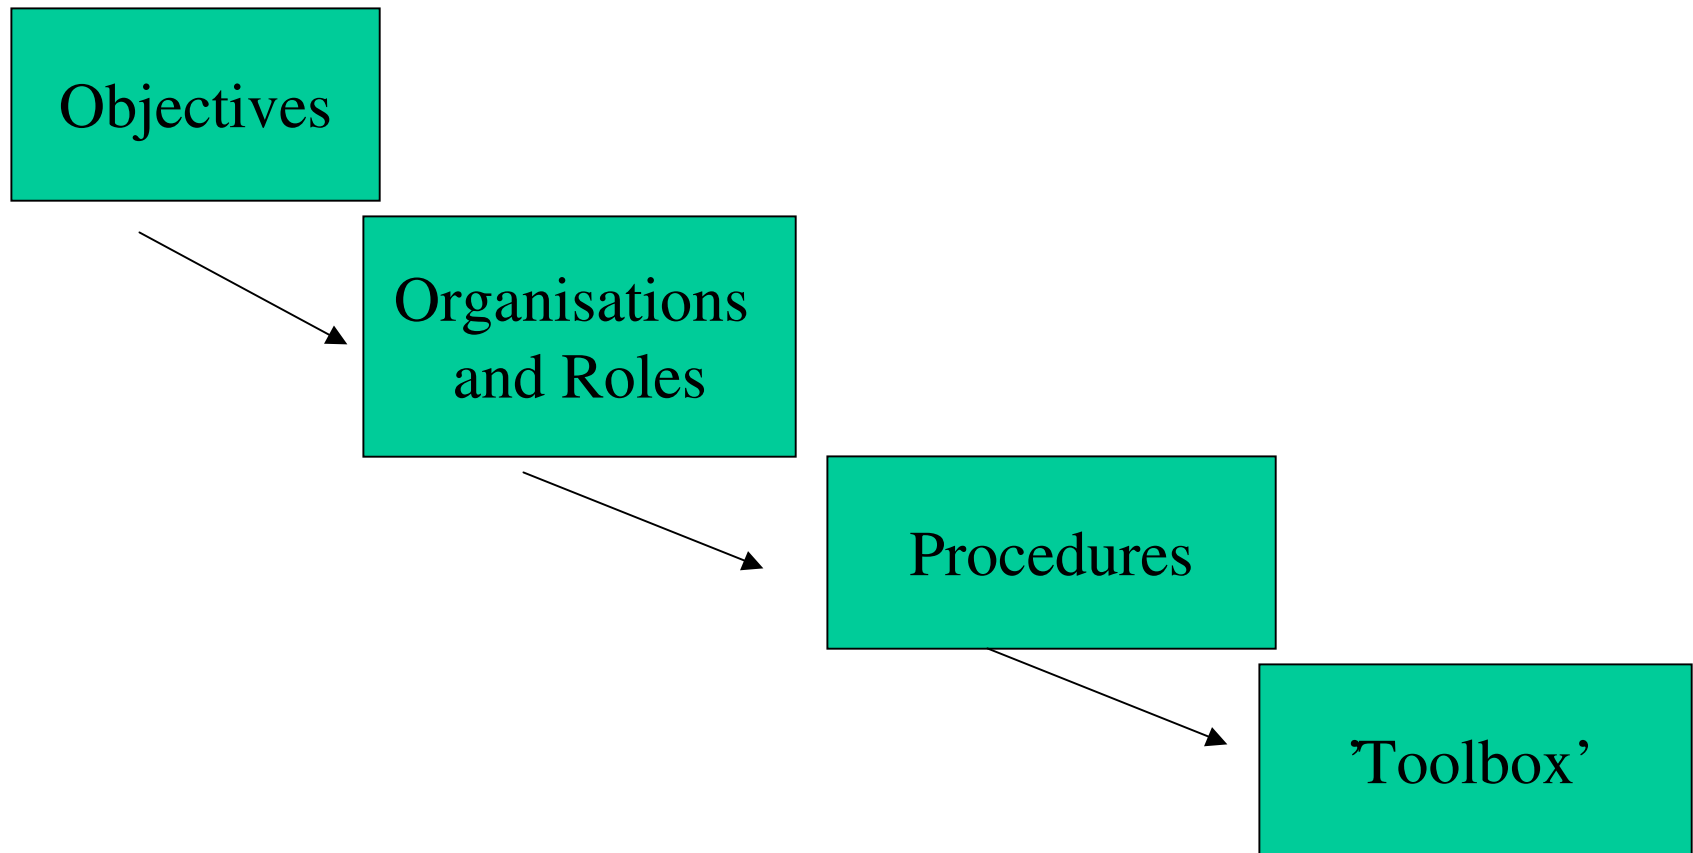 Objectives
Organisations
and Roles
Procedures
’Toolbox’